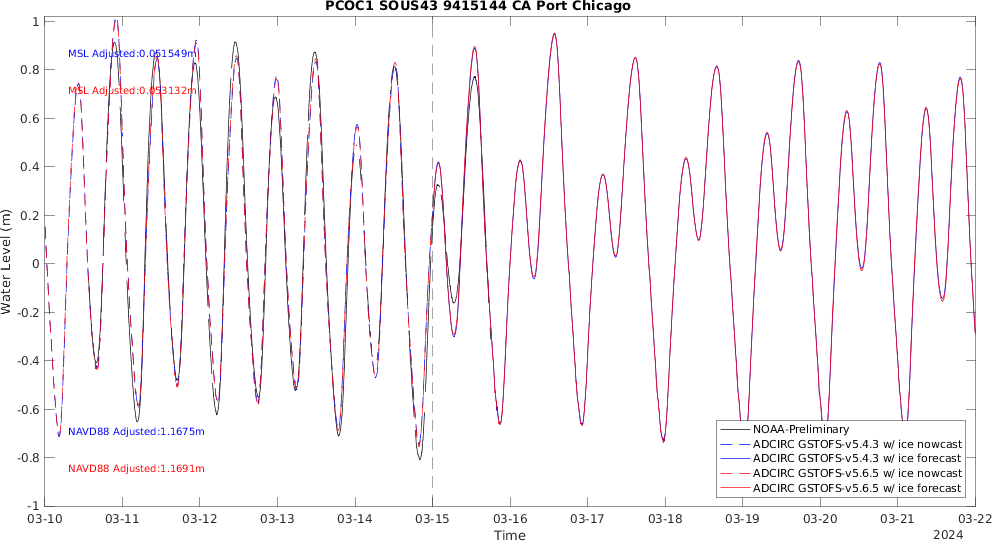 PCOC1 SOUS43 9415144 CA Port Chicago
Water Level (m)
1
0.8
0.6
0.4
0.2
0
-0.2
-0.4
-0.6
-0.8
-1
MSL Adjusted:0.051549m
MSL Adjusted:0.053132m
NAVD88 Adjusted:1.1675m
NAVD88 Adjusted:1.1691m
NOAA-Preliminary
ADCIRC GSTOFS-v5.4.3 w/ ice nowcast
ADCIRC GSTOFS-v5.4.3 w/ ice forecast
ADCIRC GSTOFS-v5.6.5 w/ ice nowcast
ADCIRC GSTOFS-v5.6.5 w/ ice forecast
03-10 03-11 03-12 03-13 03-14 03-15 03-16 03-17 03-18 03-19 03-20 03-21 03-22
Time
2024